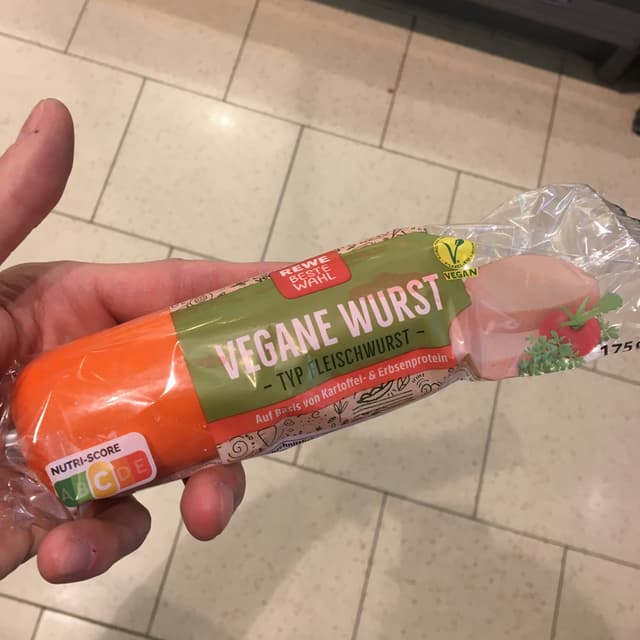 REWE
BESTE
WAHL
VEGAN
VEGANE WURST
- TYP FLEISCHWURST -
Auf Basis von Kartoffel- & Erbsenprotein
175g
NUTRI-SCORE
A B C D E